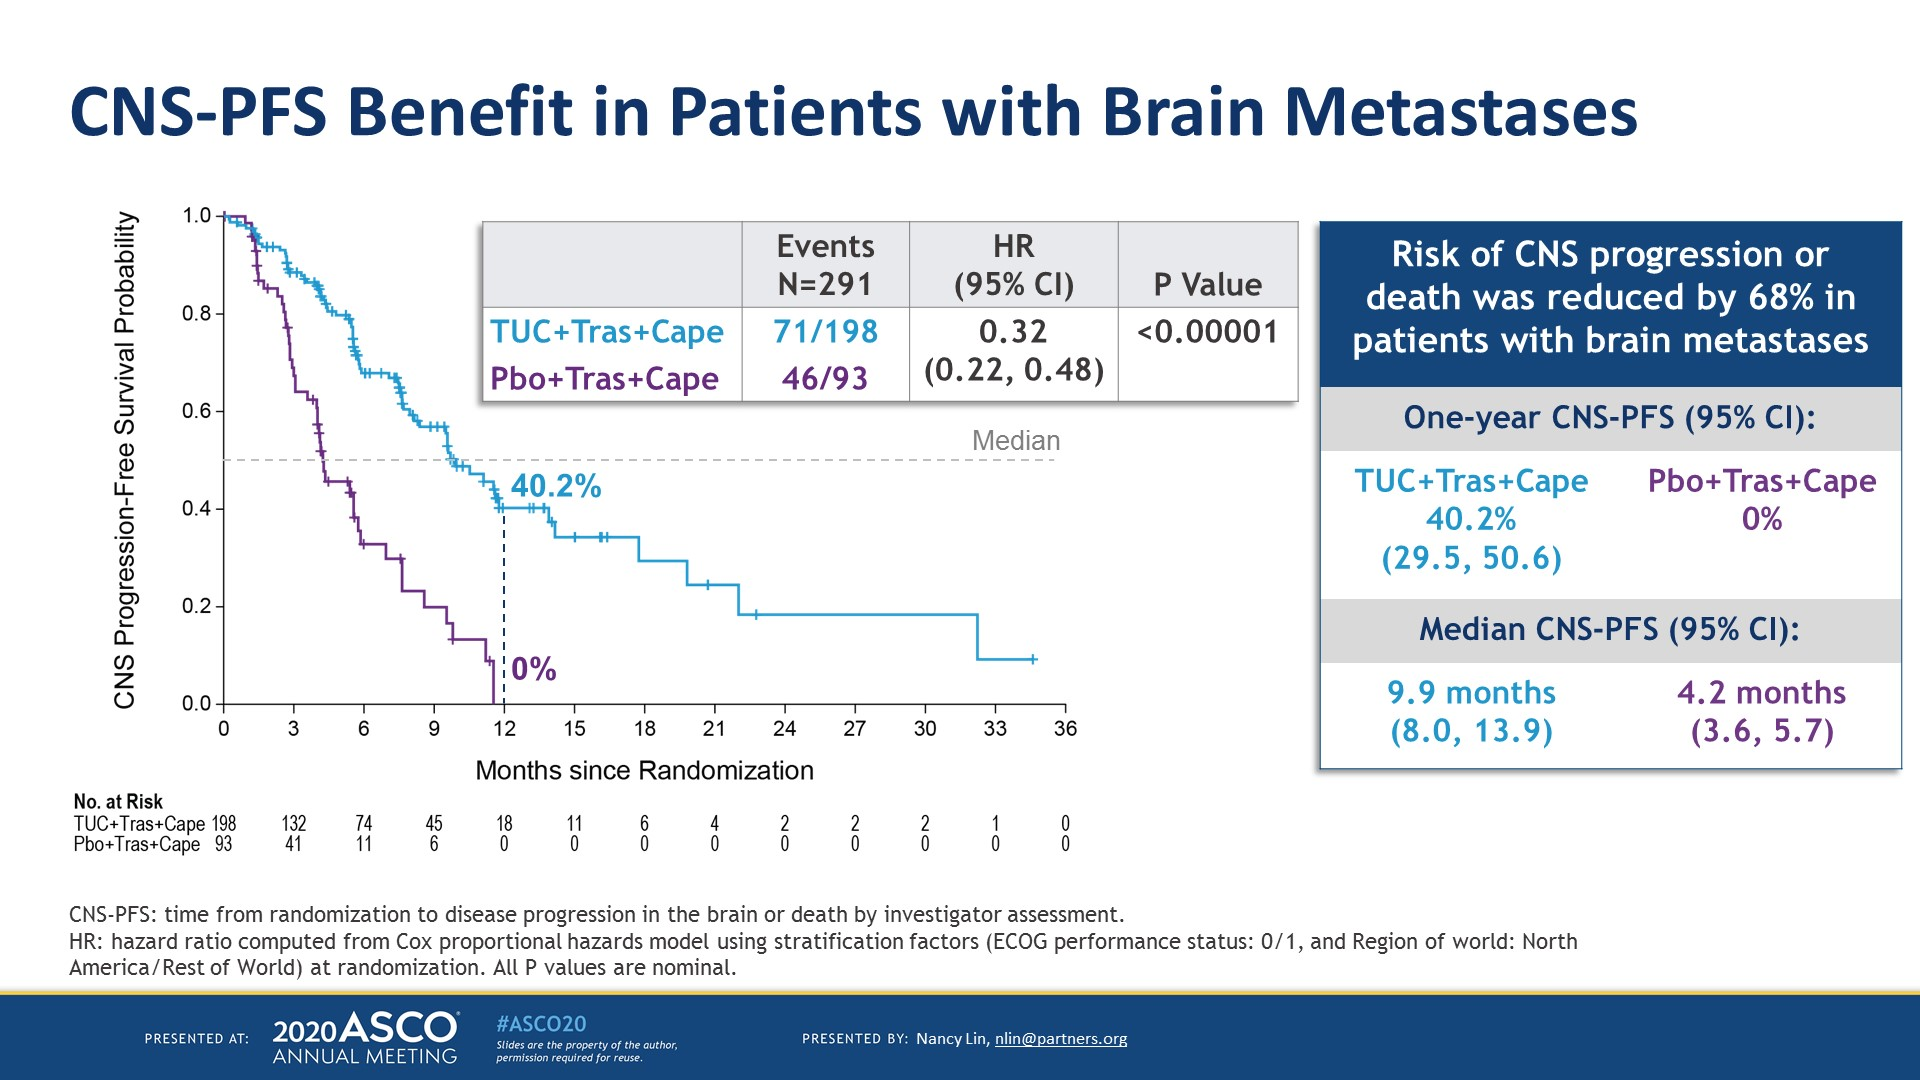 CNS-PFS Benefit in Patients with Brain Metastases
CNS Progression-Free Survival Probability
1.0
0.8
0.6
0.4
0.2
0.0
0 3 6 9 12 15 18 21 24 27 30 33 36
Months since Randomization
Median
40.2%
0%
Events N=291
HR (95% CI)
P Value
TUC+Tras+Cape 71/198 0.32 <0.00001
Pbo+Tras+Cape 46/93 (0.22, 0.48)
Risk of CNS progression or
death was reduced by 68% in
patients with brain metastases
One-year CNS-PFS (95% CI):
TUC+Tras+Cape Pbo+Tras+Cape
40.2% 0%
(29.5, 50.6)
Median CNS-PFS (95% CI):
9.9 months 4.2 months
(8.0, 13.9) (3.6, 5.7)
No. at Risk
TUC+Tras+Cape 198 132 74 45 18 11 6 4 2 2 2 1 0
Pbo+Tras+Cape 93 41 11 6 0 0 0 0 0 0 0 0 0
CNS-PFS: time from randomization to disease progression in the brain or death by investigator assessment.
HR: hazard ratio computed from Cox proportional hazards model using stratification factors (ECOG performance status: 0/1, and Region of world: North
America/Rest of World) at randomization. All P values are nominal.
PRESENTED AT:
2020 ASCO®
ANNUAL MEETING
#ASCO20
Slides are the property of the author,
permission required for reuse.
PRESENTED BY: Nancy Lin, nlin@partners.org